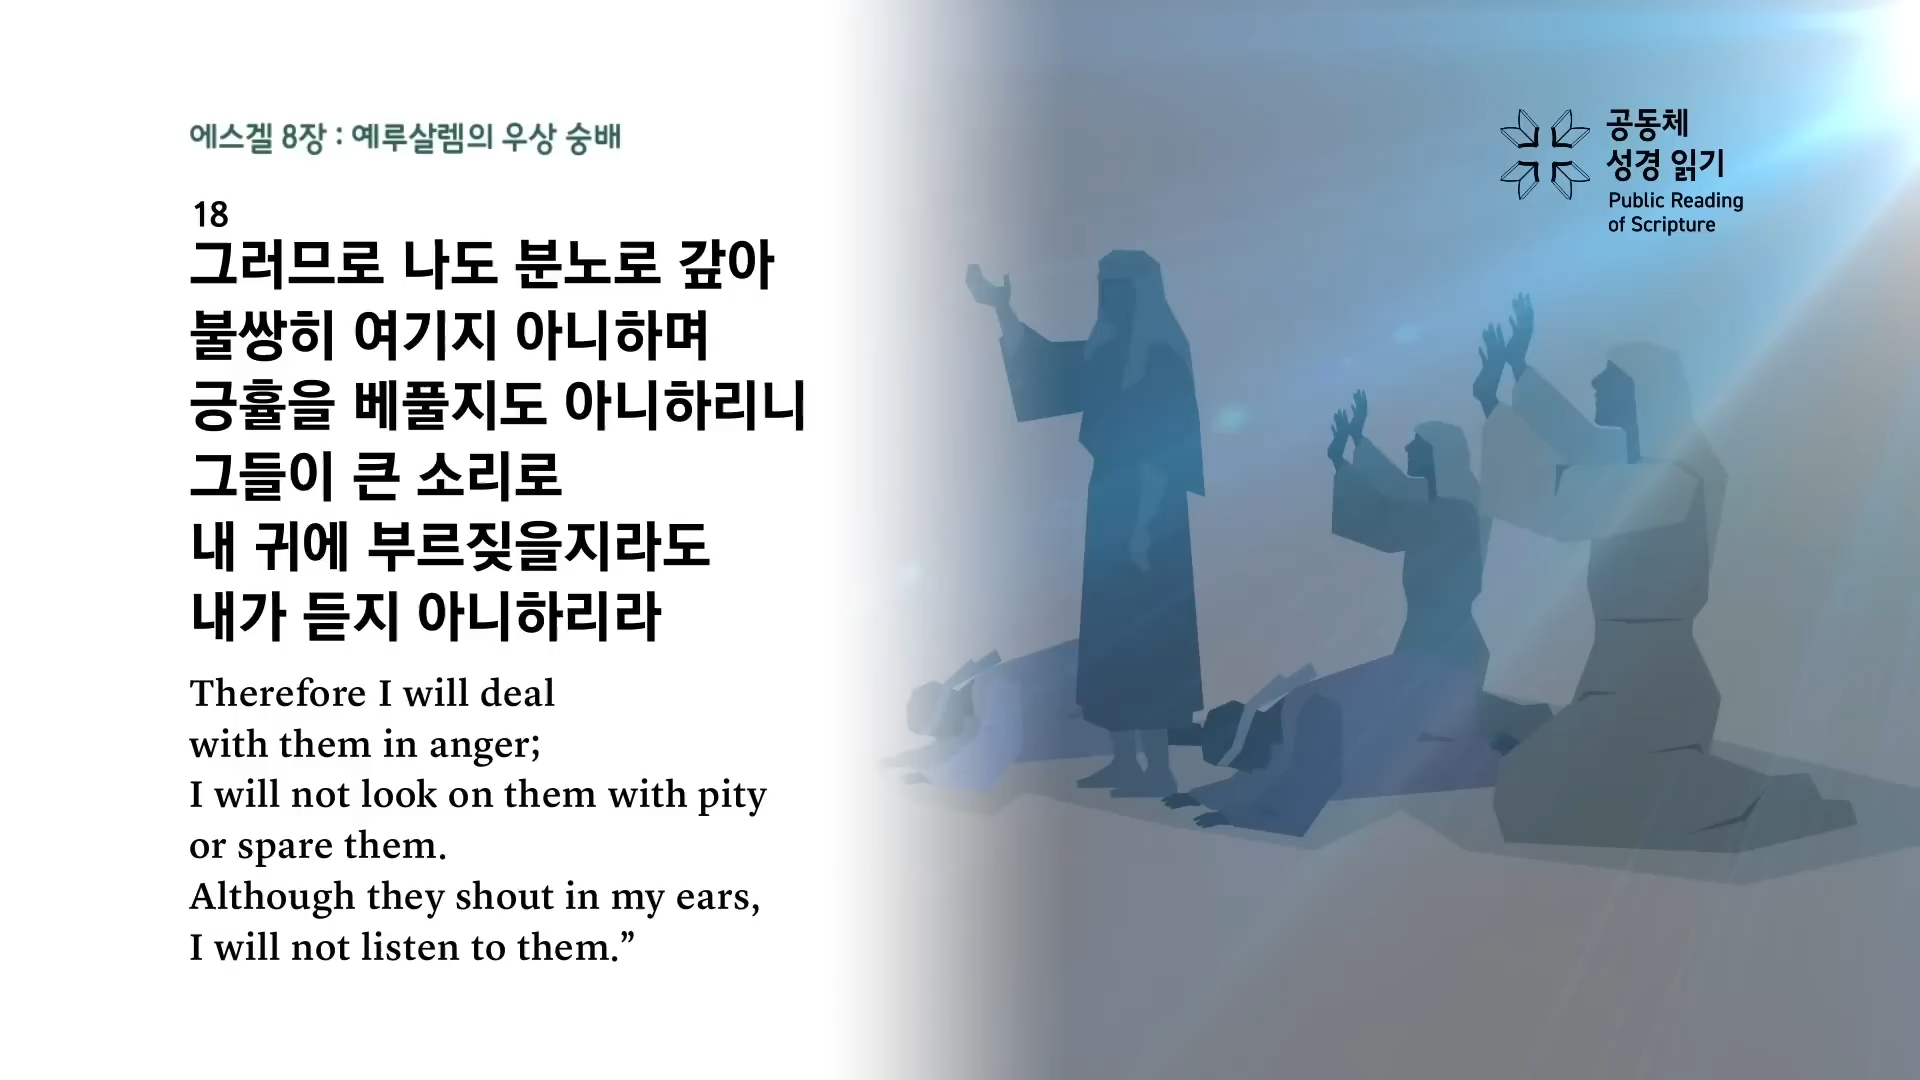 에스겔 8장 : 예루살렘의 우상 숭배
18
그러므로 나도 분노로 갚아
불쌍히 여기지 아니하며
긍휼을 베풀지도 아니하리니
그들이 큰 소리로
내 귀에 부르짖을지라도
내가 듣지 아니하리라
Therefore I will deal
with them in anger;
I will not look on them with pity
or spare them.
Although they shout in my ears,
I will not listen to them.”
공동체
성경 읽기
Public Reading
of Scripture